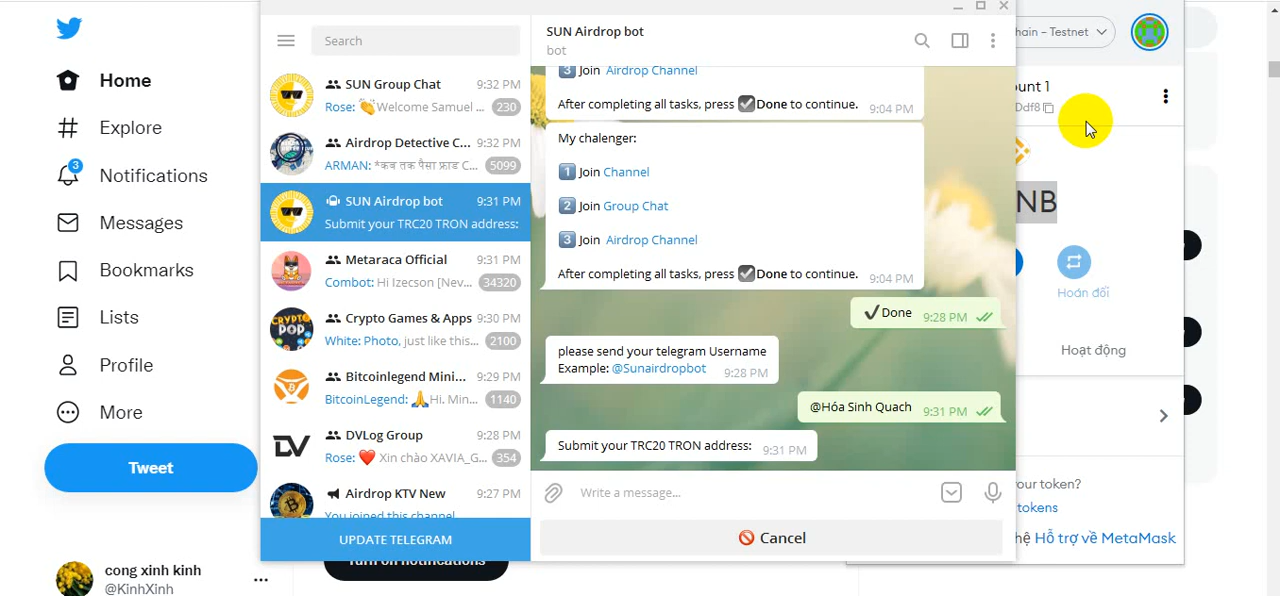 Home
Explore
3
Notifications
Messages
Bookmarks
Lists
Profile
More
Tweet
cong xinh kinh
@KinhXinh
Search
SUN Group Chat 9:32 PM
Rose: 👏Welcome Samuel ... 230
Airdrop Detective C... 9:32 PM
ARMAN: *कब तक पैसा फ्राड C... 5099
SUN Airdrop bot 9:31 PM
Submit your TRC20 TRON address:
Metaraca Official 9:31 PM
Combot: Hi Izecson [Nev... 34320
CRYPTO
POP
Crypto Games & Apps 9:30 PM
White: Photo, just like this... 2100
Bitcoinlegend Mini... 9:29 PM
BitcoinLegend: 🙏Hi. Min... 1140
DV
DVLog Group 9:28 PM
Rose: ❤️ Xin chào XAVIA_G... 354
Airdrop KTV New 9:27 PM
You joined this channel
UPDATE TELEGRAM
SUN Airdrop bot
bot
3 Join Airdrop Channel
After completing all tasks, press ✔Done to continue. 9:04 PM
My chalenger:
1 Join Channel
2 Join Group Chat
3 Join Airdrop Channel
After completing all tasks, press ✔Done to continue. 9:04 PM
✔Done 9:28 PM
please send your telegram Username
Example: @Sunairdropbot 9:28 PM
@Hóa Sinh Quach 9:31 PM
Submit your TRC20 TRON address: 9:31 PM
Write a message...
🚫 Cancel
Turn on notifications
hain – Testnet
ount 1
Ddf8
NB
Hoán đổi
Hoạt động
your token?
tokens
hệ Hỗ trợ về MetaMask